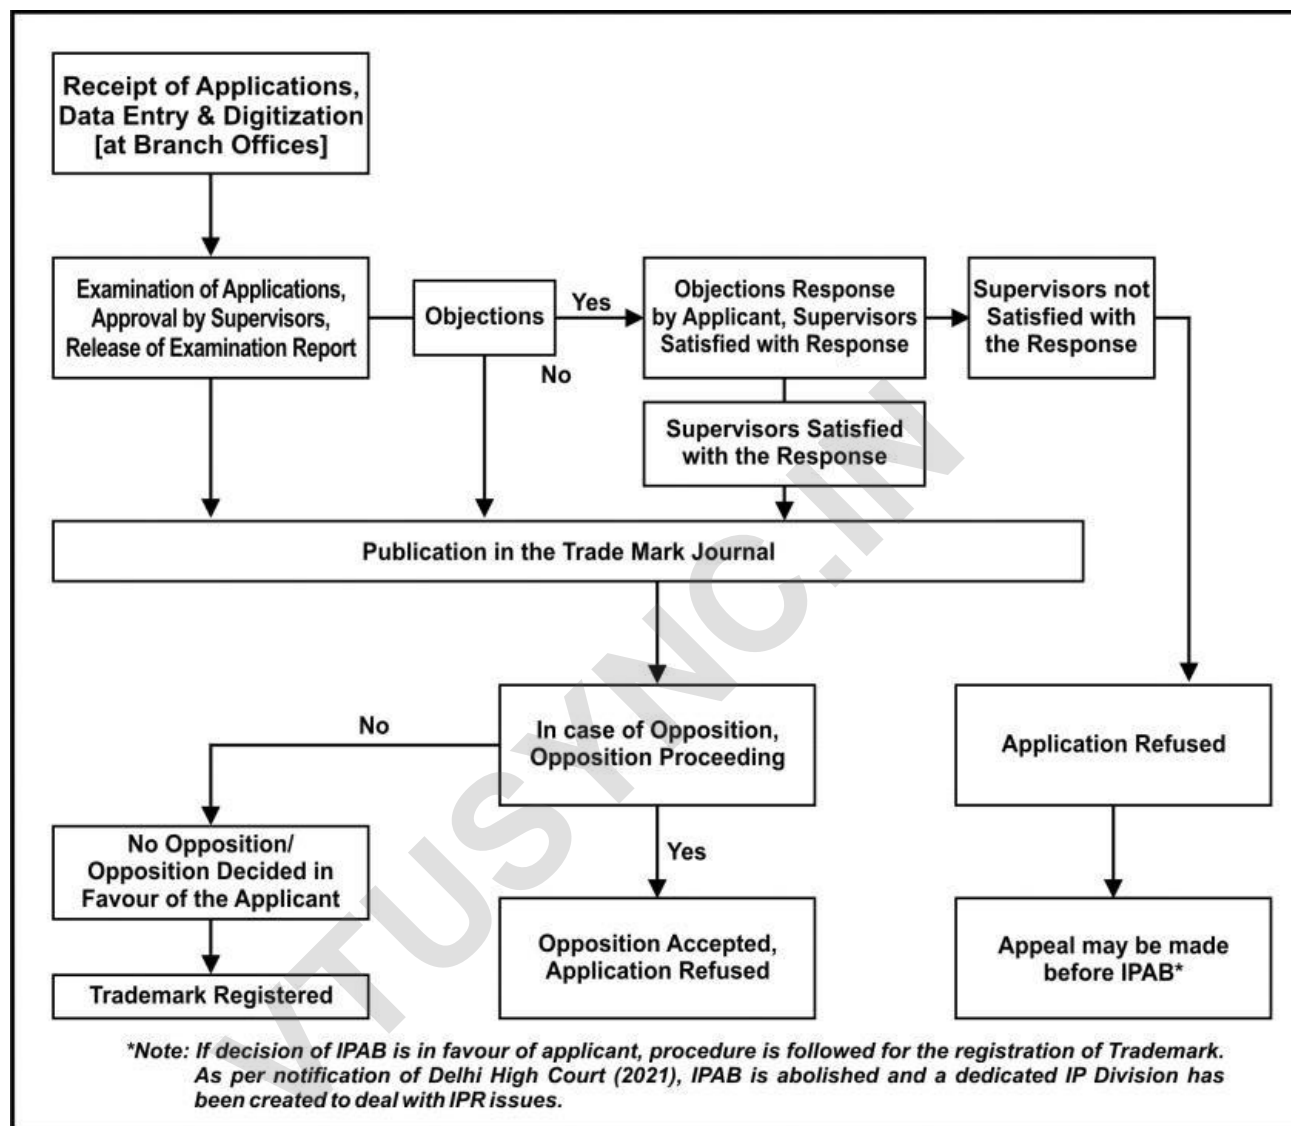 Receipt of Applications,
Data Entry & Digitization
[at Branch Offices]
Examination of Applications,
Approval by Supervisors,
Release of Examination Report
Objections
Yes
No
Objections Response
by Applicant, Supervisors
Satisfied with Response
Supervisors not
Satisfied with
the Response
Supervisors Satisfied
with the Response
Publication in the Trade Mark Journal
In case of Opposition,
Opposition Proceeding
No
Yes
Application Refused
No Opposition/
Opposition Decided in
Favour of the Applicant
Trademark Registered
Opposition Accepted,
Application Refused
Appeal may be made
before IPAB*
*Note: If decision of IPAB is in favour of applicant, procedure is followed for the registration of Trademark.
As per notification of Delhi High Court (2021), IPAB is abolished and a dedicated IP Division has
been created to deal with IPR issues.
VTUSYNC.IN